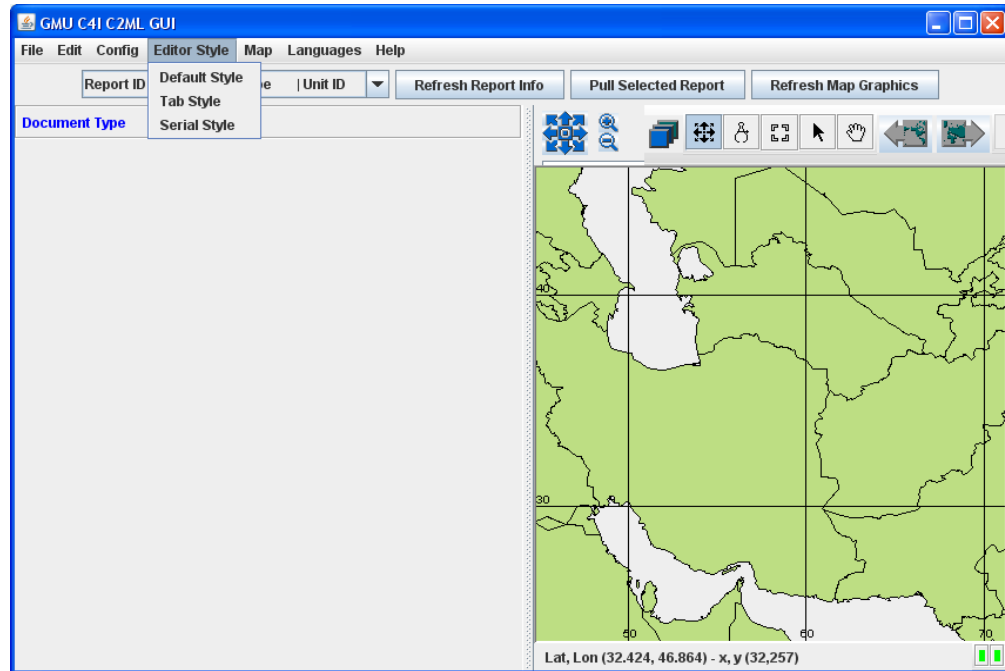 GMU C4I C2ML GUI
File Edit Config Editor Style Map Languages Help
Report ID pe | Unit ID Refresh Report Info Pull Selected Report Refresh Map Graphics
Default Style
Tab Style
Serial Style
Document Type
40
30
50 60 70
Lat, Lon (32.424, 46.864) - x, y (32,257)